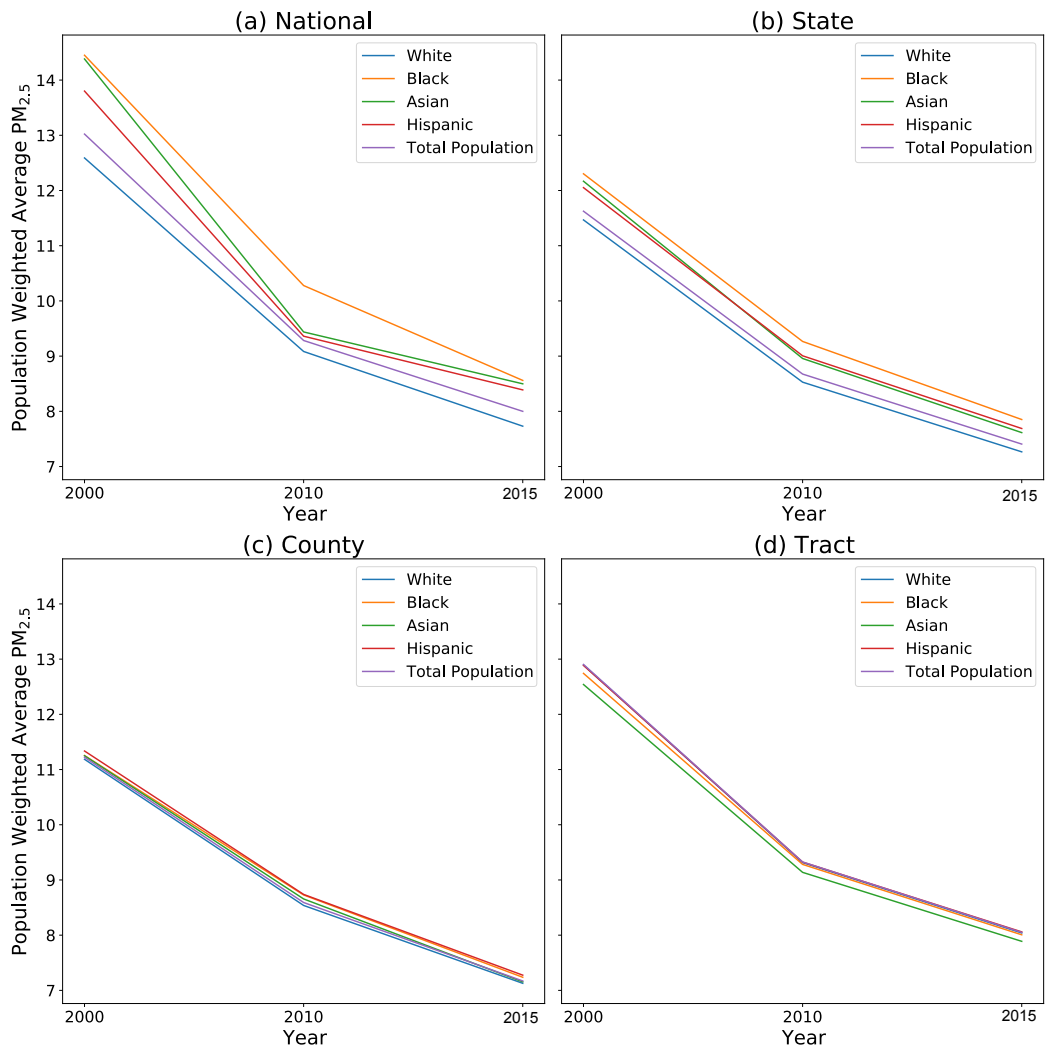 (a) National
Population Weighted Average PM2.5
14
13
12
11
10
9
8
7
White
Black
Asian
Hispanic
Total Population
2000
2010
2015
Year
(b) State
White
Black
Asian
Hispanic
Total Population
2000
2010
2015
Year
(c) County
Population Weighted Average PM2.5
14
13
12
11
10
9
8
7
White
Black
Asian
Hispanic
Total Population
2000
2010
2015
Year
(d) Tract
White
Black
Asian
Hispanic
Total Population
2000
2010
2015
Year